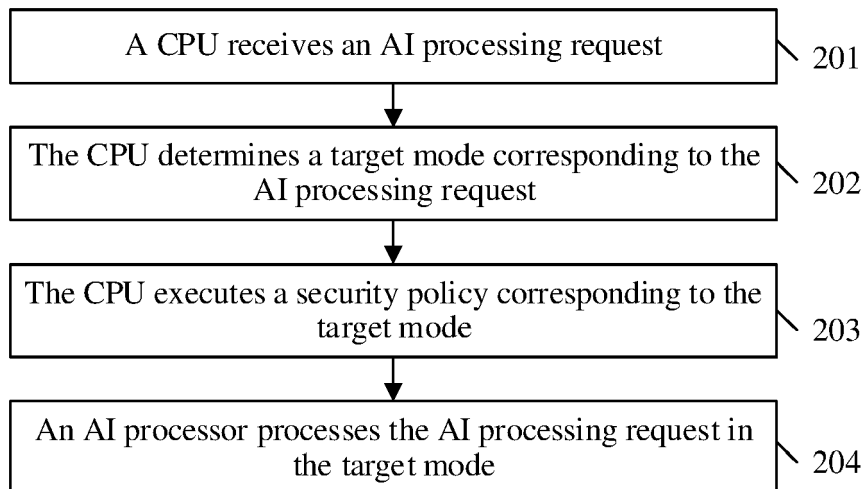 A CPU receives an AI processing request
201
The CPU determines a target mode corresponding to the
AI processing request
202
The CPU executes a security policy corresponding to the
target mode
203
An AI processor processes the AI processing request in
the target mode
204